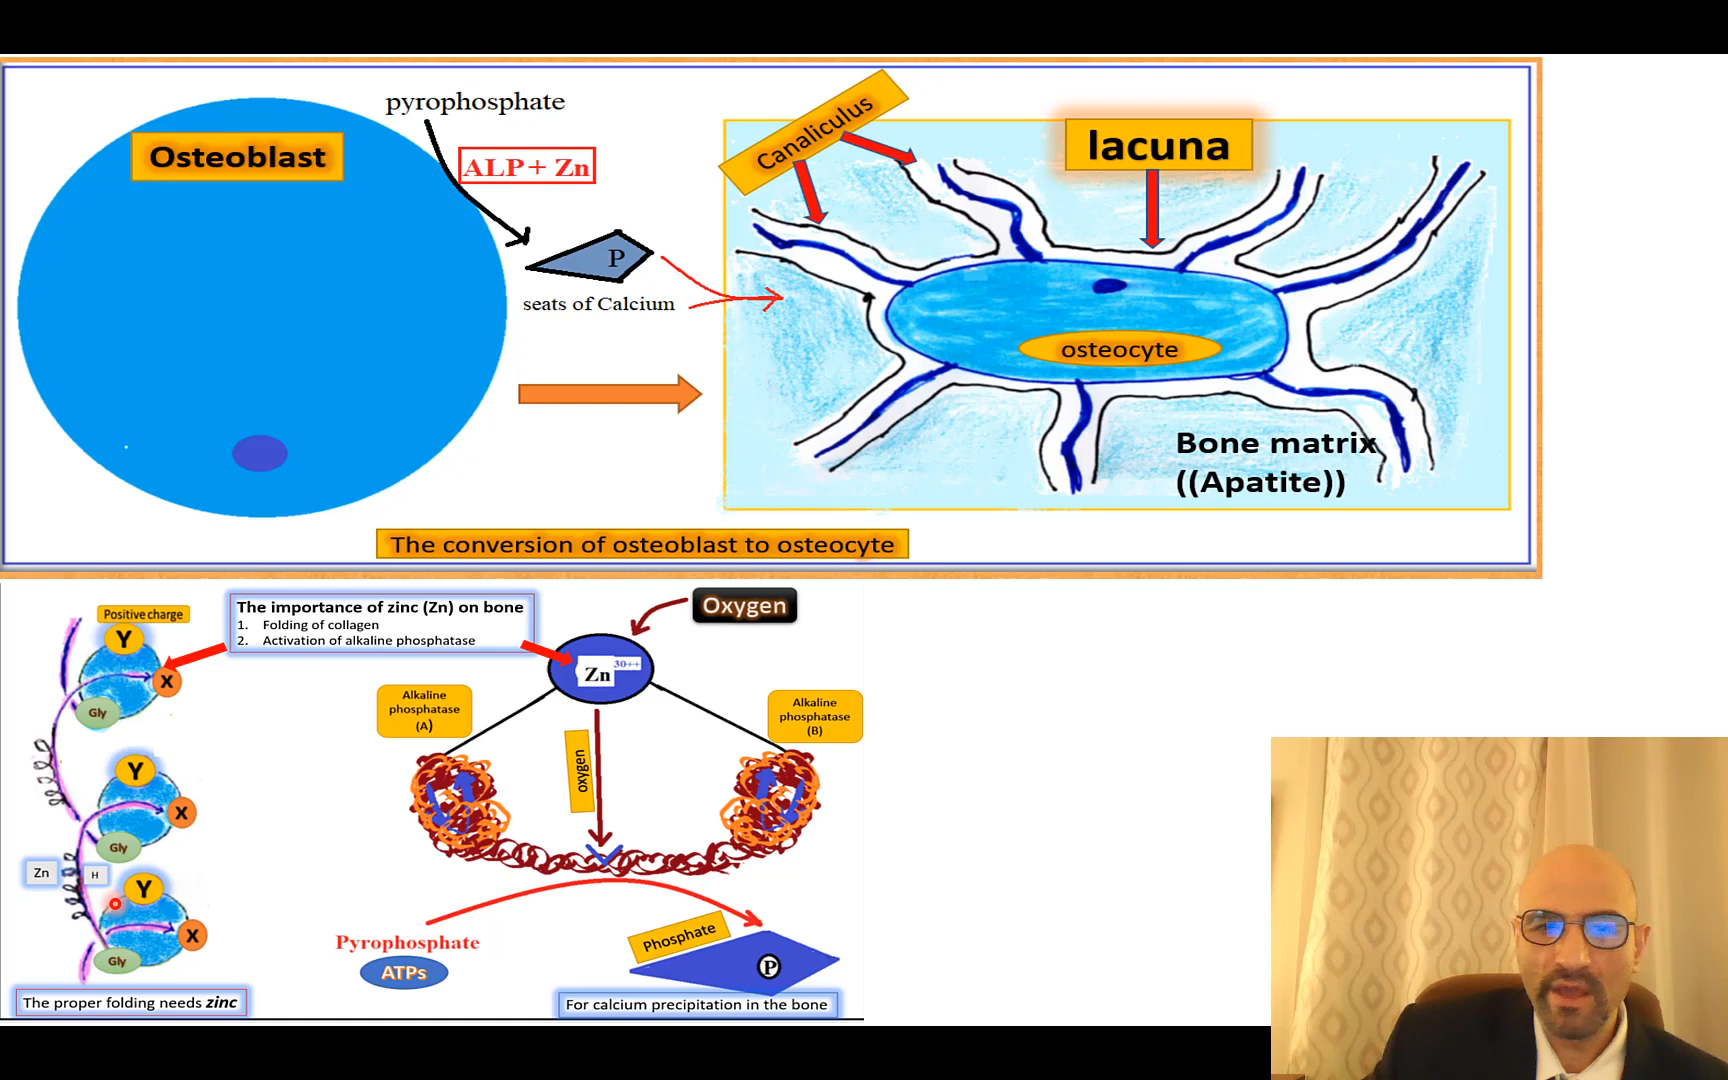 pyrophosphate
Osteoblast
ALP + Zn
P
seats of Calcium
Canaliculus
lacuna
osteocyte
Bone matrix
((Apatite))
The conversion of osteoblast to osteocyte
Positive charge
Y
X
Gly
Y
X
Gly
Zn
H
Y
X
Gly
The proper folding needs zinc
The importance of zinc (Zn) on bone
1. Folding of collagen
2. Activation of alkaline phosphatase
Oxygen
Zn 30++
Alkaline
phosphatase
(A)
Alkaline
phosphatase
(B)
oxygen
Pyrophosphate
ATPs
Phosphate
P
For calcium precipitation in the bone